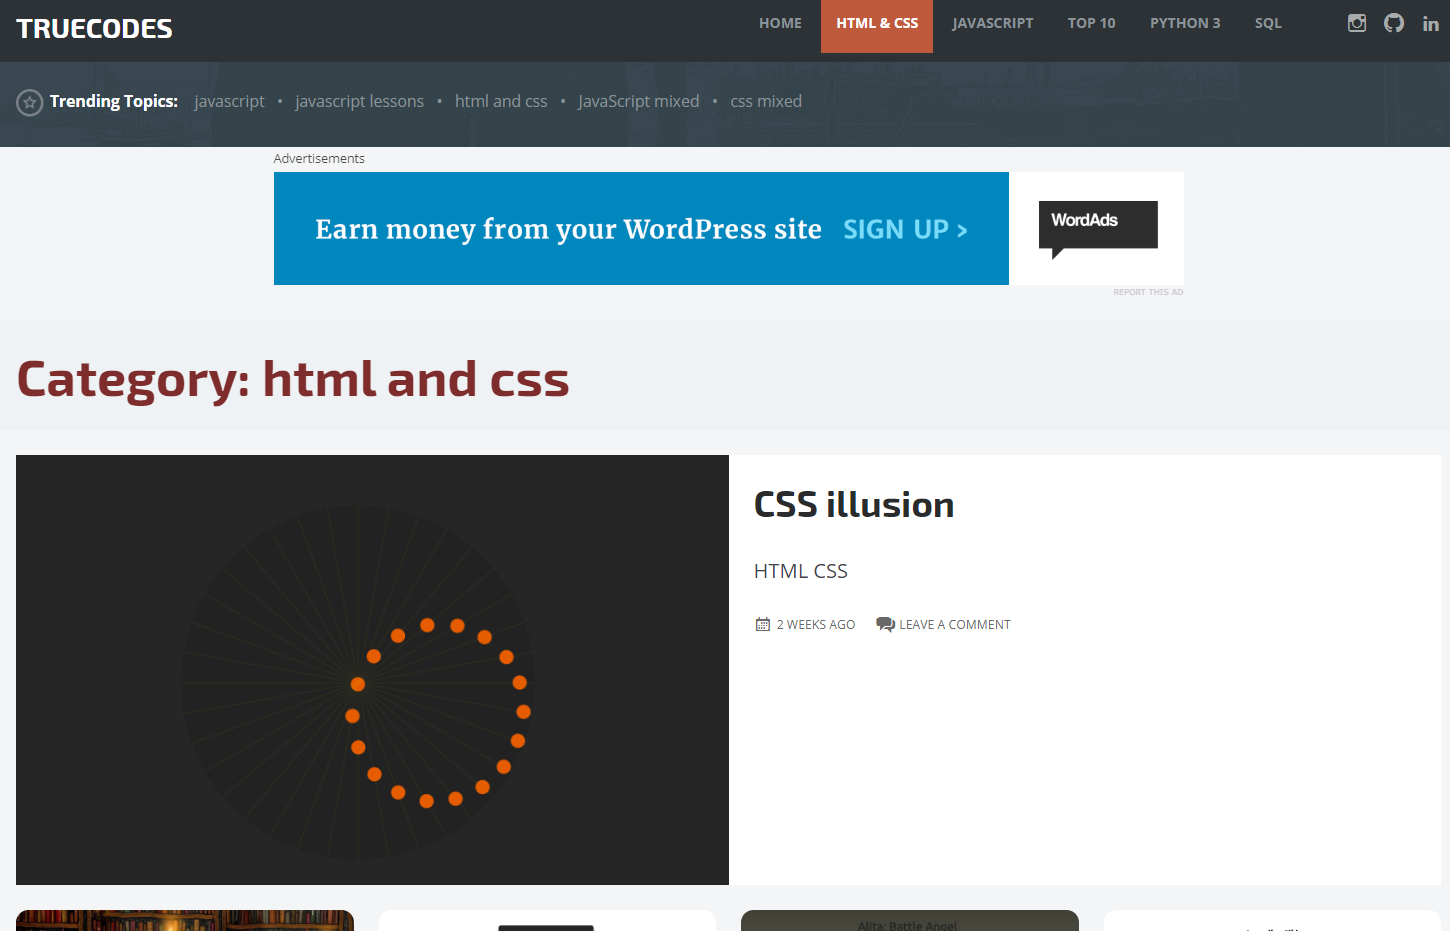 TRUECODES
HOME HTML & CSS JAVASCRIPT TOP 10 PYTHON 3 SQL
Trending Topics: javascript • javascript lessons • html and css • JavaScript mixed • css mixed
Advertisements
Earn money from your WordPress site SIGN UP >
WordAds
REPORT THIS AD
Category: html and css
CSS illusion
HTML CSS
2 WEEKS AGO LEAVE A COMMENT
Alita: Battle Angel